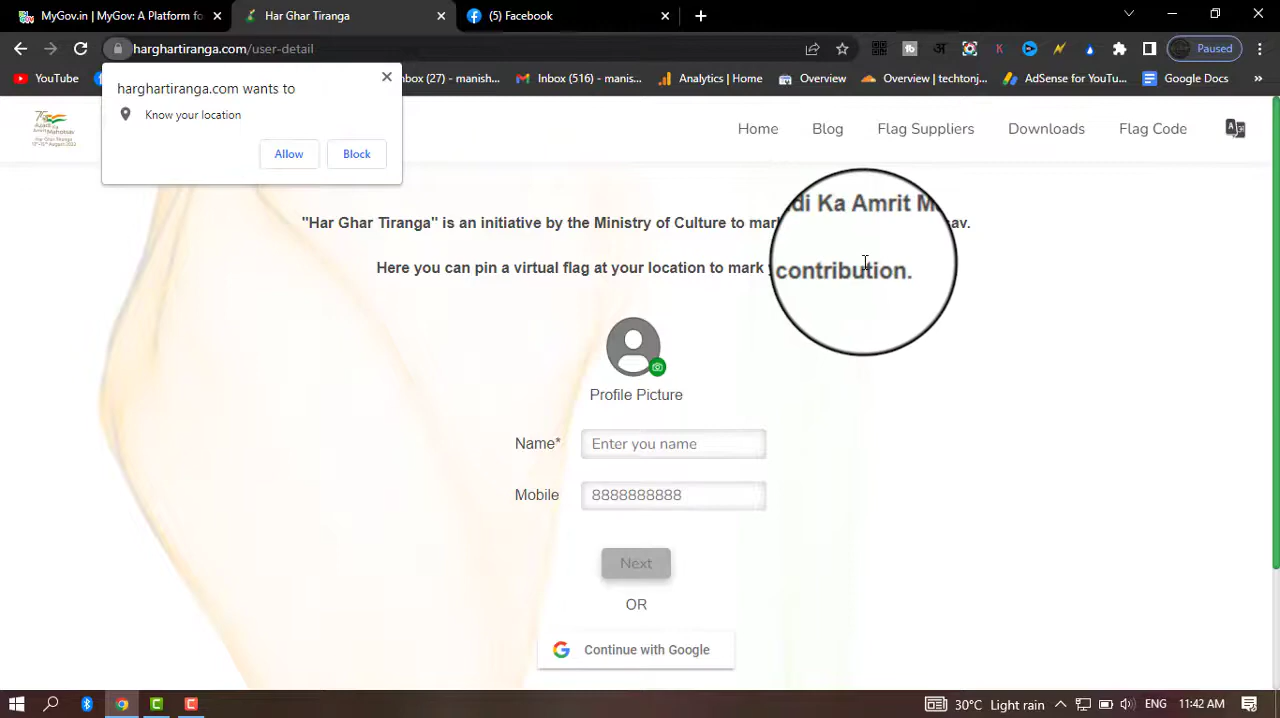 MyGov.in | MyGov: A Platform fo
Har Ghar Tiranga
(5) Facebook
harghartiranga.com/user-detail
Paused
YouTube
Inbox (27) - manish...
Inbox (516) - manis...
Analytics | Home
Overview
Overview | techtonj...
AdSense for YouTu...
Google Docs
harghartiranga.com wants to
Know your location
Allow
Block
Home
Blog
Flag Suppliers
Downloads
Flag Code
"Har Ghar Tiranga" is an initiative by the Ministry of Culture to mark di Ka Amrit M av.
Here you can pin a virtual flag at your location to mark contribution.
Profile Picture
Name*
Enter you name
Mobile
8888888888
Next
OR
Continue with Google
30°C Light rain
ENG
11:42 AM